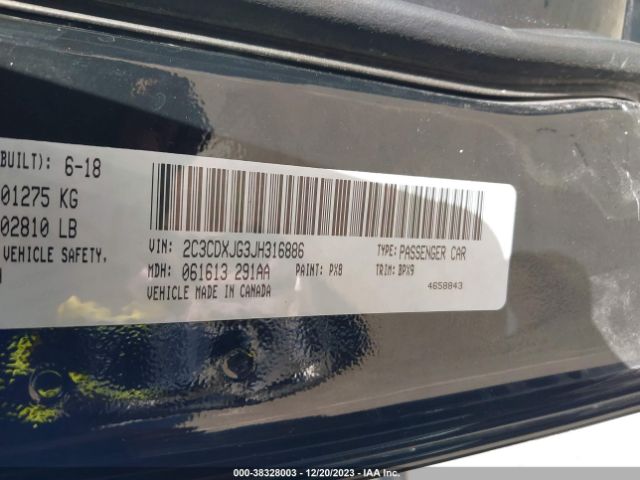 BUILT): 6-18
01275 KG
02810 LB
VEHICLE SAFETY,
VIN: 2C3CDXJG3JH316886 TYPE: PASSENGER CAR
MDH: 061613 291AA PAINT: PX8 TRIM: BPX9
VEHICLE MADE IN CANADA 4658843
000-38328003 — 12/20/2023 — IAA Inc.